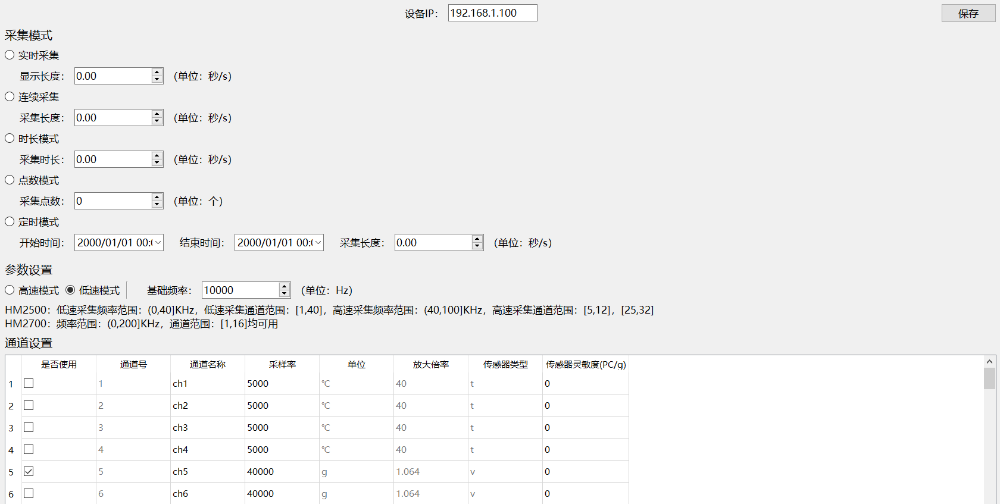 设备IP： 192.168.1.100 保存
采集模式
实时采集
显示长度： 0.00 （单位：秒/s）
连续采集
采集长度： 0.00 （单位：秒/s）
时长模式
采集时长： 0.00 （单位：秒/s）
点数模式
采集点数： 0 （单位：个）
定时模式
开始时间： 2000/01/01 00: 结束时间： 2000/01/01 00: 采集长度： 0.00 （单位：秒/s）
参数设置
高速模式 低速模式 基础频率： 10000 （单位：Hz）
HM2500：低速采集频率范围：(0,40]KHz，低速采集通道范围：[1,40]，高速采集频率范围：(40,100]KHz，高速采集通道范围：[5,12]，[25,32]
HM2700：频率范围：(0,200]KHz，通道范围：[1,16]均可用
通道设置
是否使用 通道号 通道名称 采样率 单位 放大倍率 传感器类型 传感器灵敏度(PC/g)
1 1 ch1 5000 ℃ 40 t 0
2 2 ch2 5000 ℃ 40 t 0
3 3 ch3 5000 ℃ 40 t 0
4 4 ch4 5000 ℃ 40 t 0
5 5 ch5 40000 g 1.064 v 0
6 6 ch6 40000 g 1.064 v 0